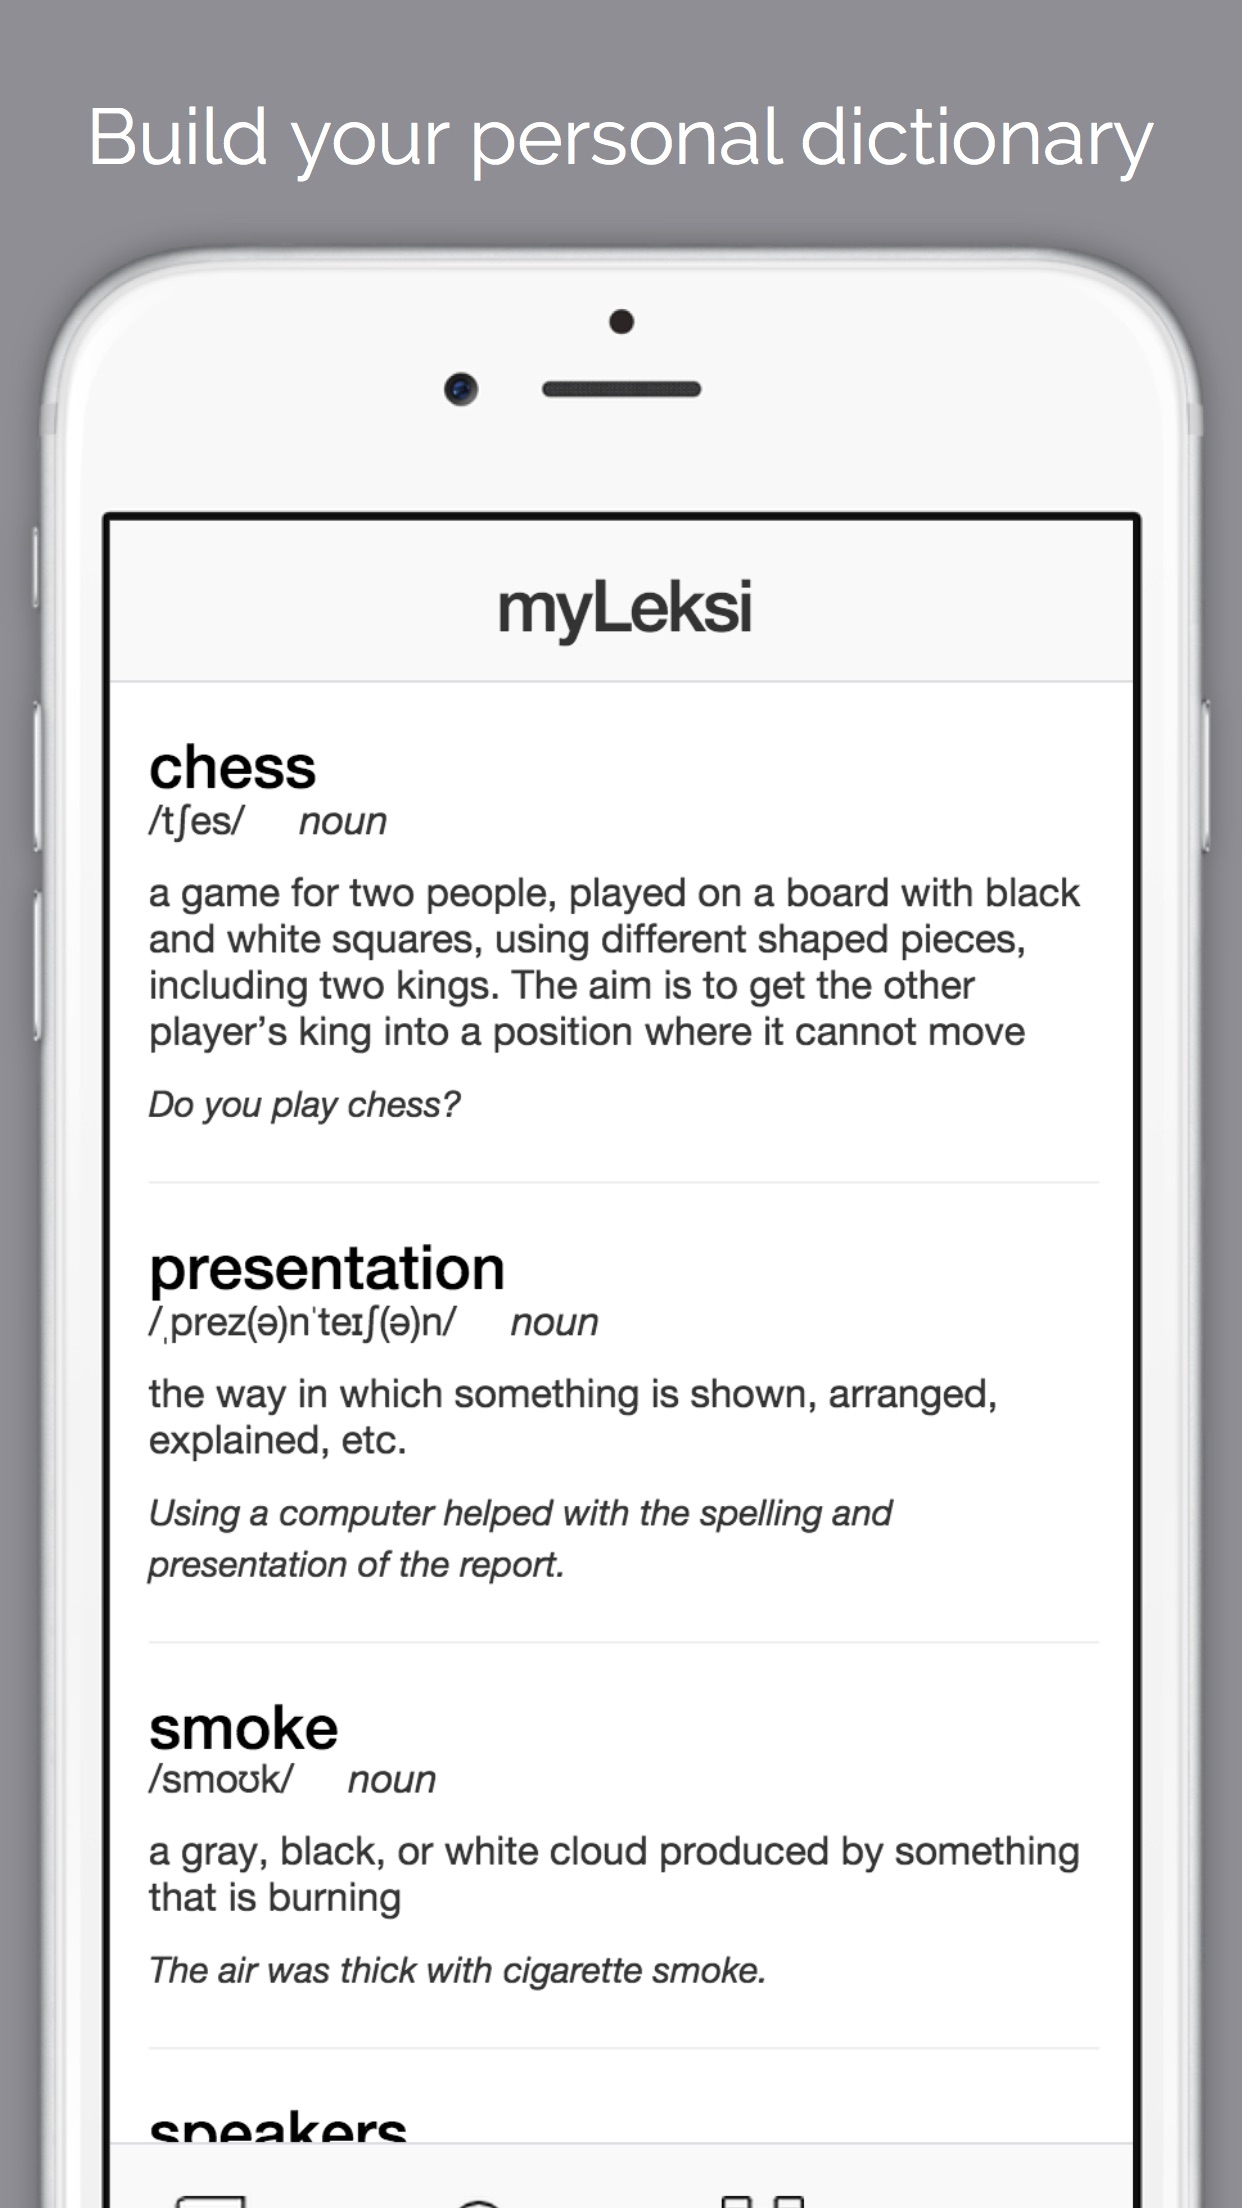 Build your personal dictionary
myLeksi
chess
/tʃes/ noun
a game for two people, played on a board with black
and white squares, using different shaped pieces,
including two kings. The aim is to get the other
player’s king into a position where it cannot move
Do you play chess?
presentation
/ˌprez(ə)nˈteɪʃ(ə)n/ noun
the way in which something is shown, arranged,
explained, etc.
Using a computer helped with the spelling and
presentation of the report.
smoke
/smoʊk/ noun
a gray, black, or white cloud produced by something
that is burning
The air was thick with cigarette smoke.
speakers